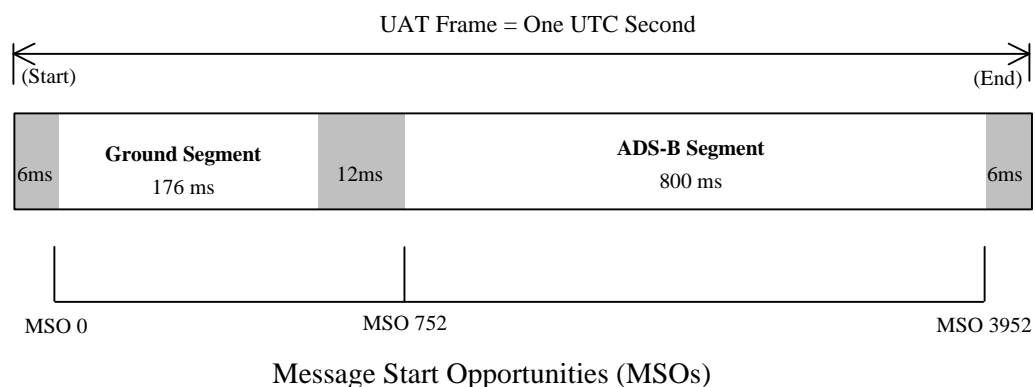 UAT Frame = One UTC Second
(Start) (End)
Ground Segment ADS-B Segment
6ms 176 ms 12ms 800 ms 6ms
MSO 0 MSO 752 MSO 3952
Message Start Opportunities (MSOs)